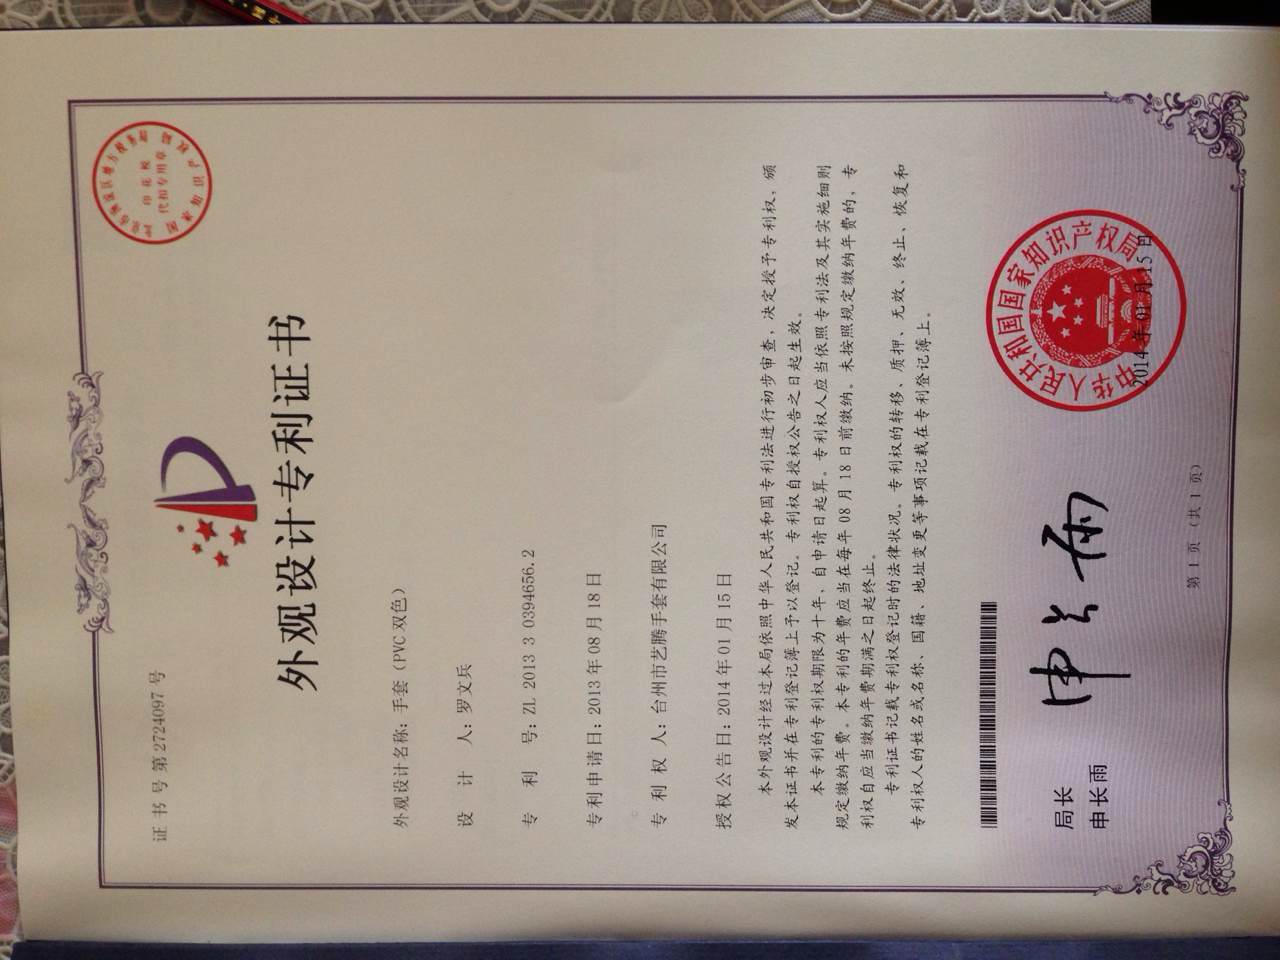 证书号第2724097号
外观设计专利证书
外观设计名称：手套（PVC双色）
设计人：罗文兵
专利号：ZL 2013 3 0394656.2
专利申请日：2013年08月18日
专利权人：台州市艺腾手套有限公司
授权公告日：2014年01月15日
本外观设计经过本局依照中华人民共和国专利法进行初步审查，决定授予专利权，颁
发本证书并在专利登记簿上予以登记。专利权自授权公告之日起生效。
本专利的专利权期限为十年，自申请日起算。专利权人应当依照专利法及其实施细则
规定缴纳年费。本专利的年费应当在每年08月18日前缴纳。未按照规定缴纳年费的，专
利权自应当缴纳年费期满之日起终止。
专利证书记载专利权登记时的法律状况。专利权的转移、质押、无效、终止、恢复和
专利权人的姓名或名称、国籍、地址变更等事项记载在专利登记簿上。
局长
申长雨
申长雨
中华人民共和国国家知识产权局
2014年01月15日
第1页（共1页）
印花税
代扣专用章